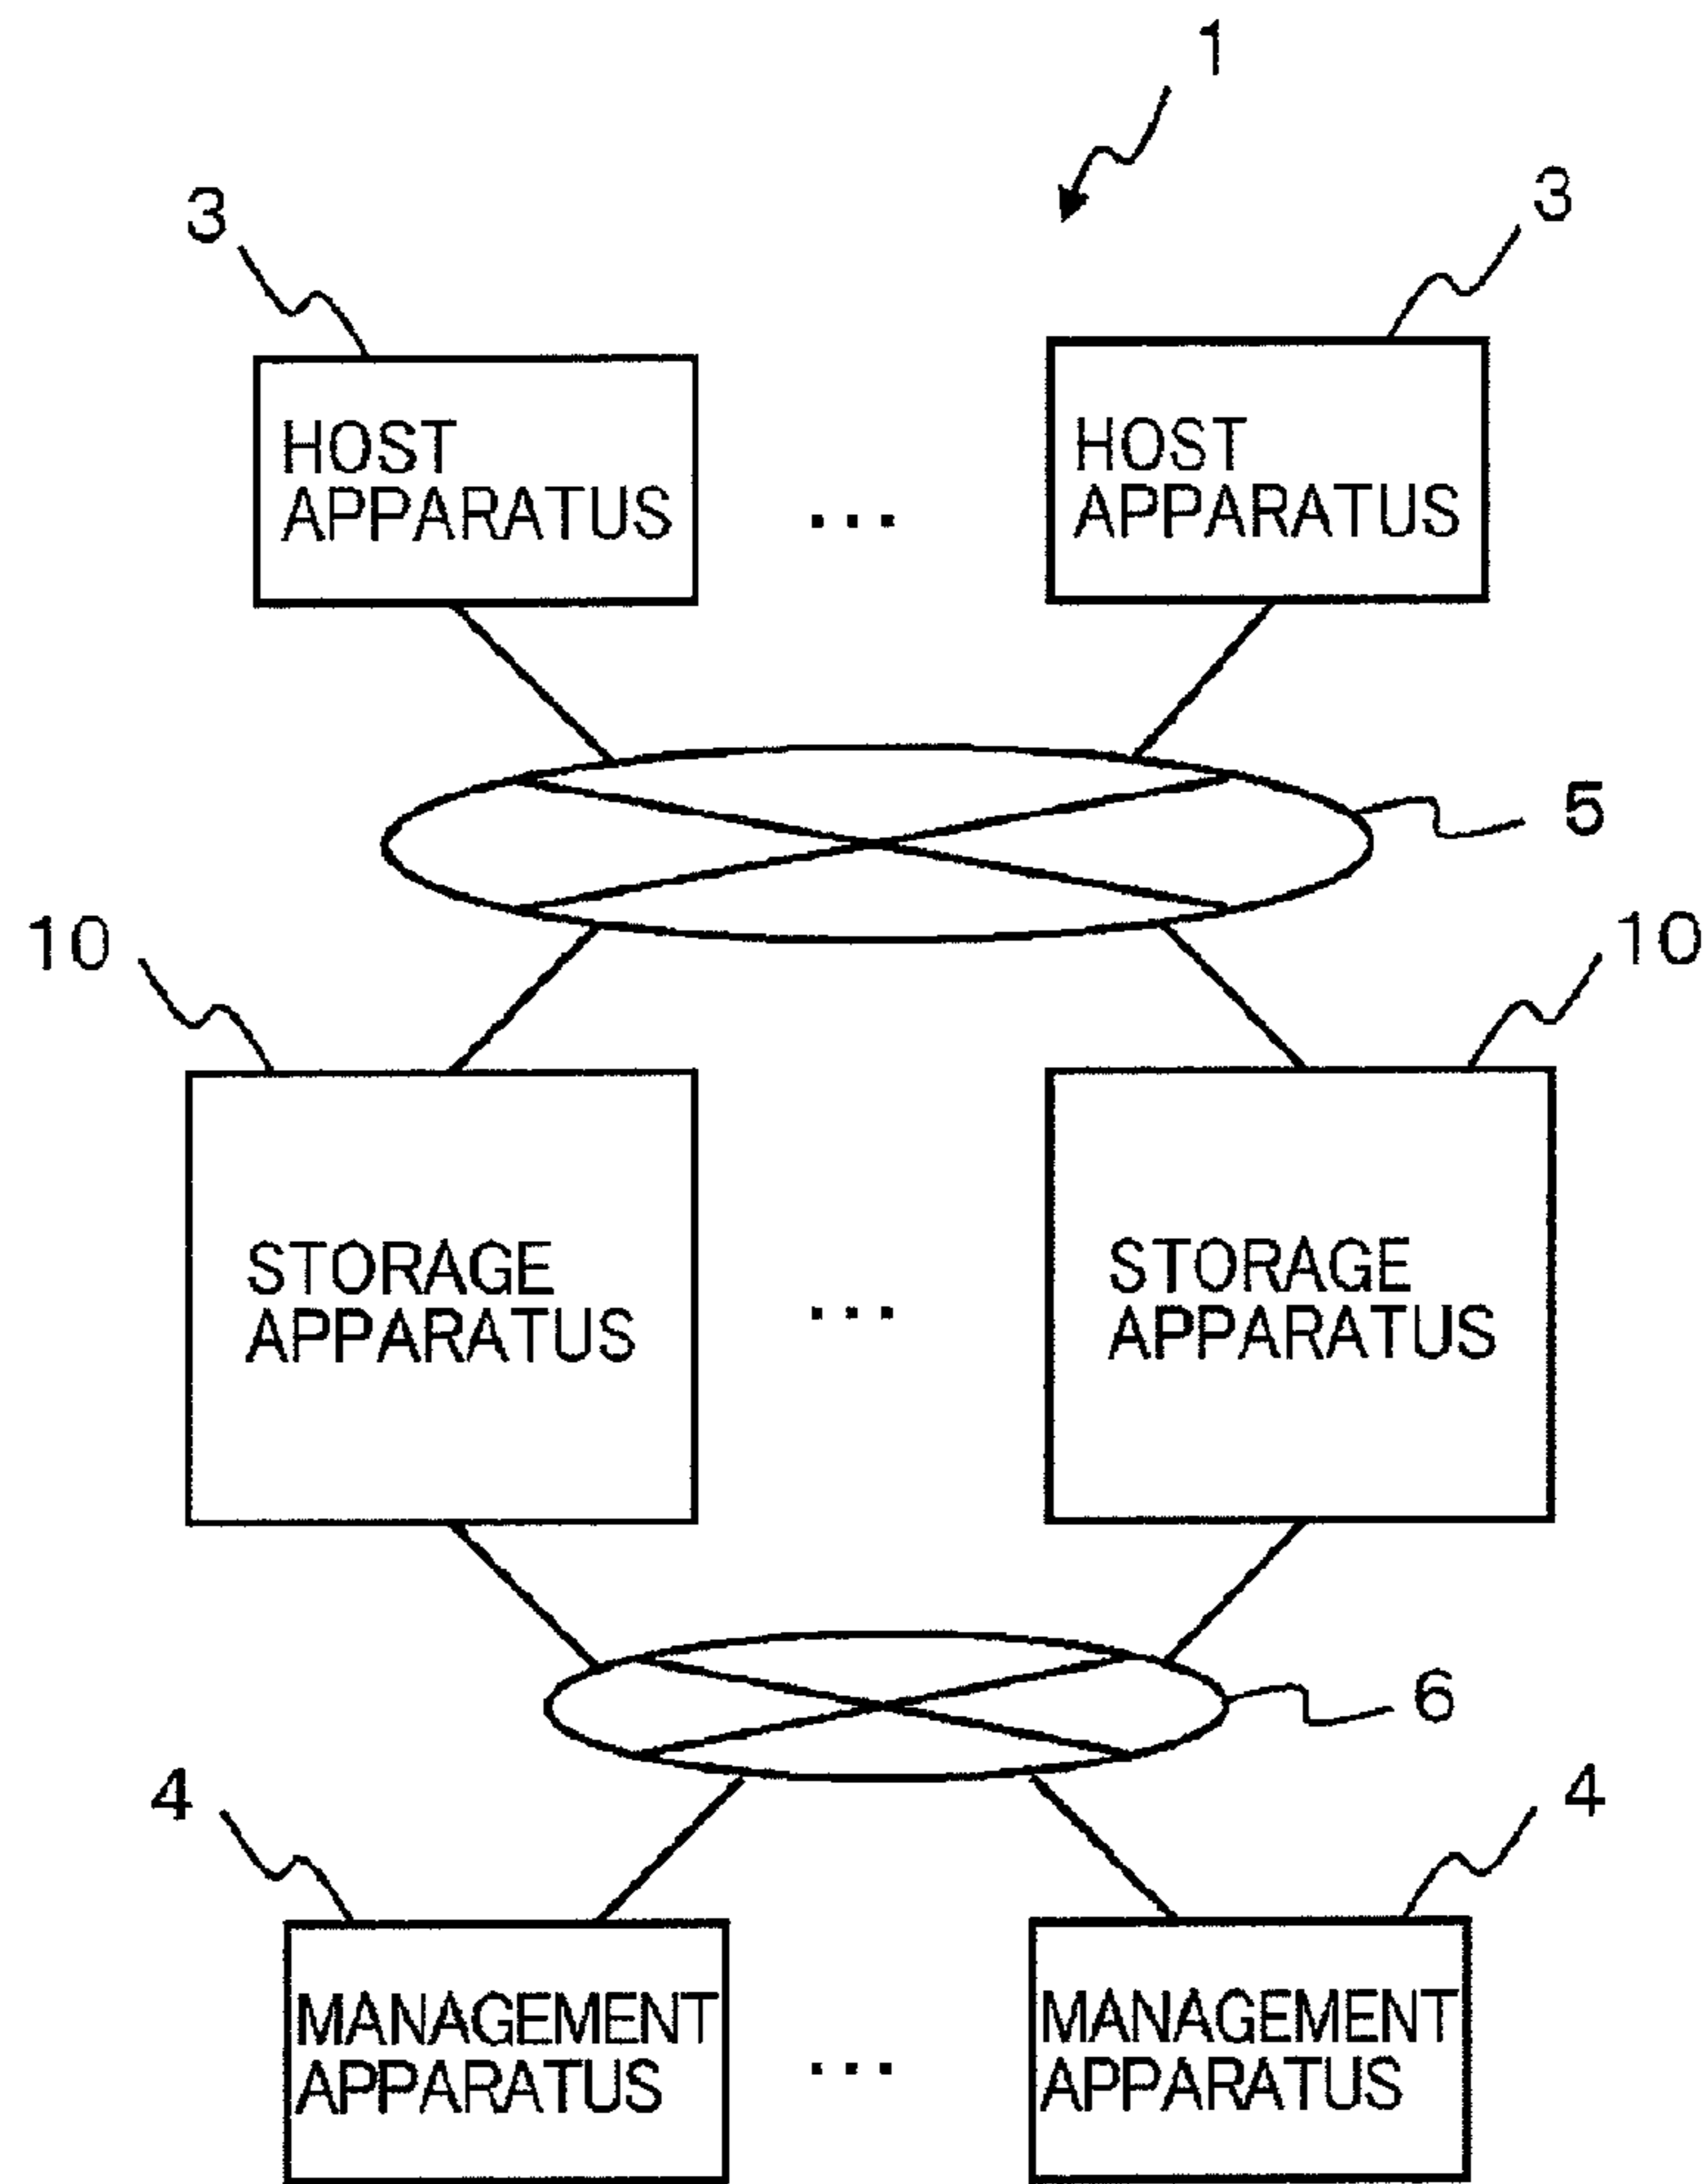 1
3
3
HOST
APPARATUS
...
HOST
APPARATUS
5
10
10
STORAGE
APPARATUS
...
STORAGE
APPARATUS
6
4
4
MANAGEMENT
APPARATUS
...
MANAGEMENT
APPARATUS